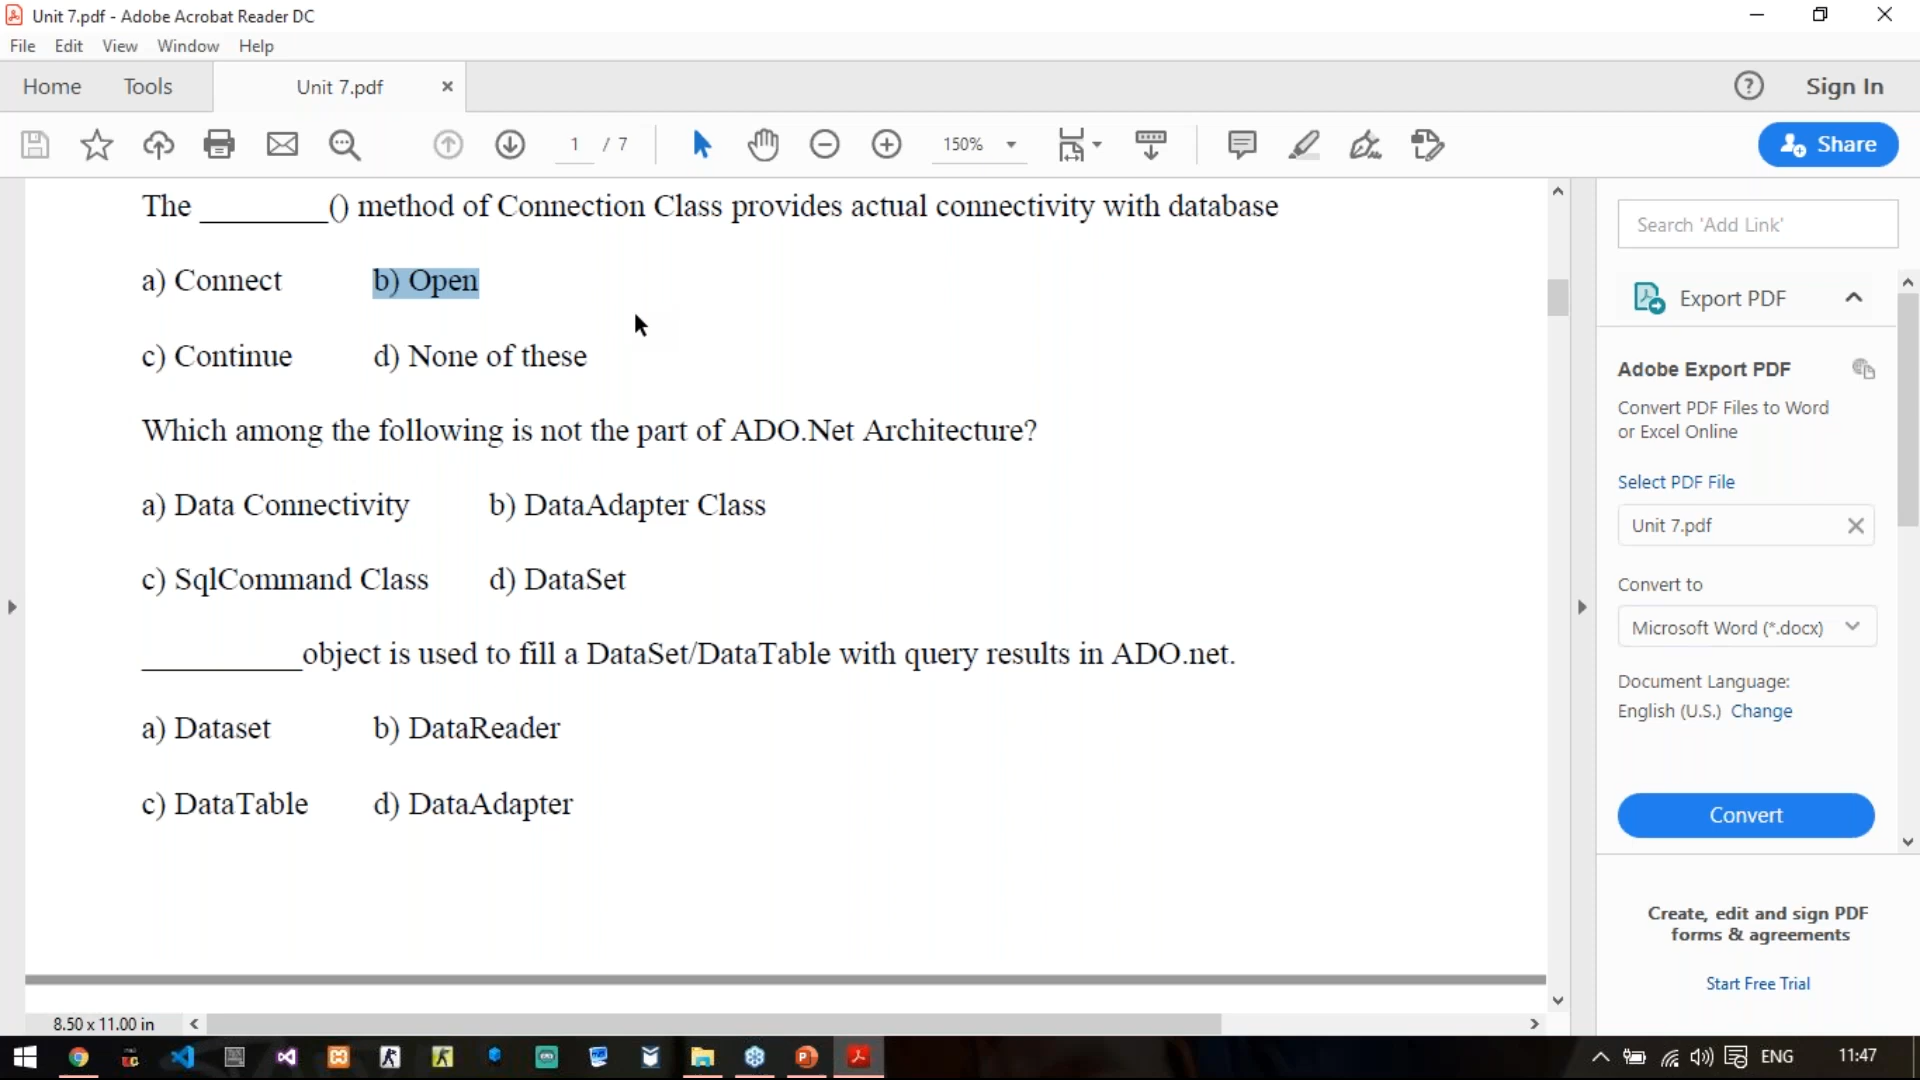 Unit 7.pdf - Adobe Acrobat Reader DC
File Edit View Window Help
Home Tools Unit 7.pdf × ? Sign In
1 / 7 150% Share
The ________() method of Connection Class provides actual connectivity with database
a) Connect b) Open
c) Continue d) None of these
Which among the following is not the part of ADO.Net Architecture?
a) Data Connectivity b) DataAdapter Class
c) SqlCommand Class d) DataSet
__________object is used to fill a DataSet/DataTable with query results in ADO.net.
a) Dataset b) DataReader
c) DataTable d) DataAdapter
8.50 x 11.00 in
Search 'Add Link'
Export PDF
Adobe Export PDF
Convert PDF Files to Word
or Excel Online
Select PDF File
Unit 7.pdf
Convert to
Microsoft Word (*.docx)
Document Language:
English (U.S.) Change
Convert
Create, edit and sign PDF
forms & agreements
Start Free Trial
ENG 11:47